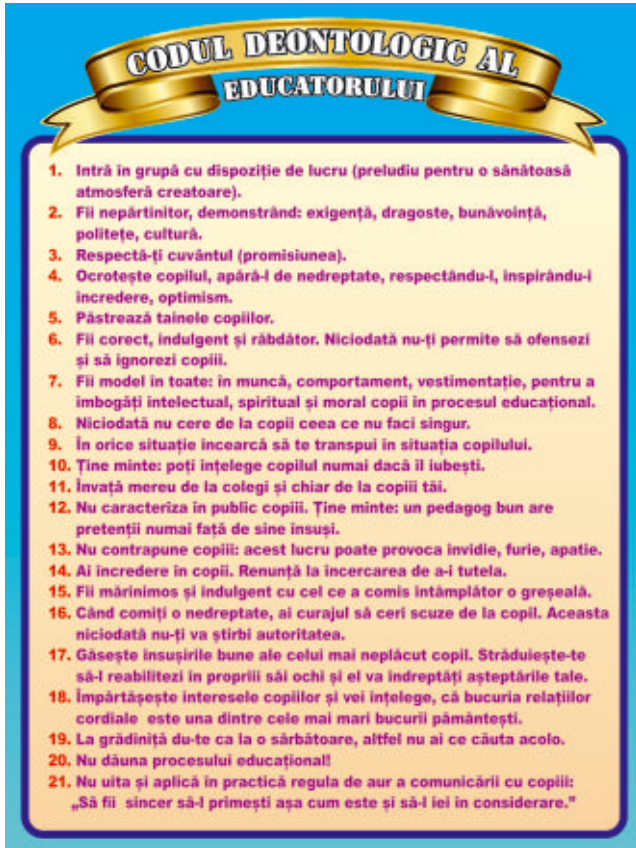 CODUL DEONTOLOGIC AL
EDUCATORULUI
1. Intră în grupă cu dispoziție de lucru (preludiu pentru o sănătoasă
atmosferă creatoare).
2. Fii nepărtinitor, demonstrând: exigență, dragoste, bunăvoință,
politețe, cultură.
3. Respectă-ți cuvântul (promisiunea).
4. Ocrotește copilul, apără-l de nedreptate, respectându-l, inspirându-i
încredere, optimism.
5. Păstrează tainele copiilor.
6. Fii corect, indulgent și răbdător. Niciodată nu-ți permite să ofensezi
și să ignorezi copiii.
7. Fii model în toate: în muncă, comportament, vestimentație, pentru a
îmbogăți intelectual, spiritual și moral copii în procesul educațional.
8. Niciodată nu cere de la copii ceea ce nu faci singur.
9. În orice situație încearcă să te transpui în situația copilului.
10. Ține minte: poți înțelege copilul numai dacă îl iubești.
11. Învață mereu de la colegi și chiar de la copiii tăi.
12. Nu caracteriza în public copiii. Ține minte: un pedagog bun are
pretenții numai față de sine însuși.
13. Nu contrapune copiii: acest lucru poate provoca invidie, furie, apatie.
14. Ai încredere în copii. Renunță la încercarea de a-i tutela.
15. Fii mărinimos și indulgent cu cel ce a comis întâmplător o greșeală.
16. Când comiți o nedreptate, ai curajul să ceri scuze de la copil. Aceasta
niciodată nu-ți va știrbi autoritatea.
17. Găsește însușirile bune ale celui mai neplăcut copil. Străduiește-te
să-l reabilitezi în propriii săi ochi și el va îndreptăți așteptările tale.
18. Împărtășește interesele copiilor și vei înțelege, că bucuria relațiilor
cordiale este una dintre cele mai mari bucurii pământești.
19. La grădiniță du-te ca la o sărbătoare, altfel nu ai ce căuta acolo.
20. Nu dăuna procesului educațional!
21. Nu uita și aplică în practică regula de aur a comunicării cu copiii:
„Să fii sincer să-l primești așa cum este și să-l iei în considerare."